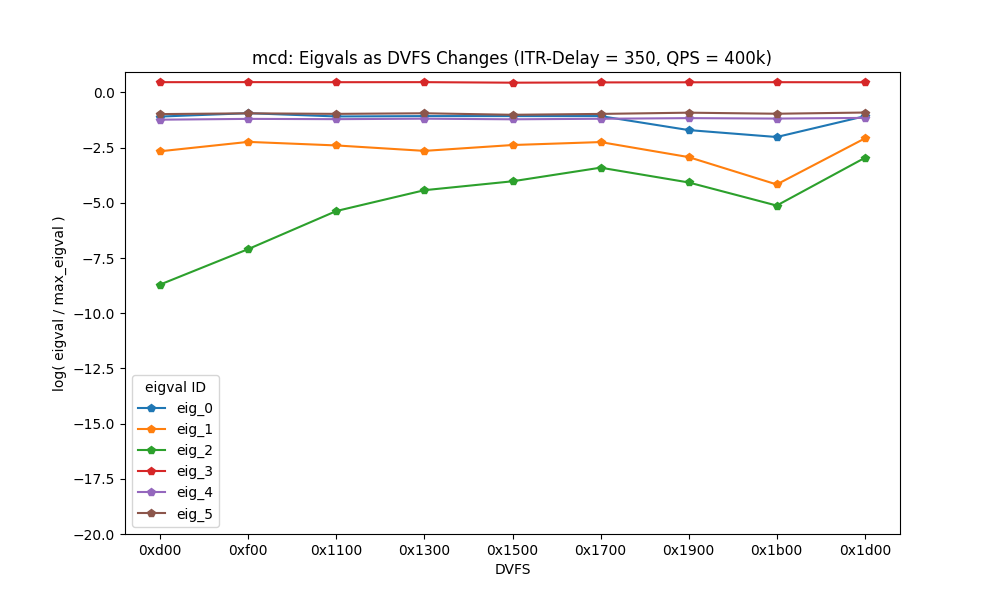 mcd: Eigvals as DVFS Changes (ITR-Delay = 350, QPS = 400k)
log( eigval / max_eigval )
0.0
−2.5
−5.0
−7.5
−10.0
−12.5
−15.0
−17.5
−20.0
eigval ID
eig_0
eig_1
eig_2
eig_3
eig_4
eig_5
0xd00 0xf00 0x1100 0x1300 0x1500 0x1700 0x1900 0x1b00 0x1d00
DVFS